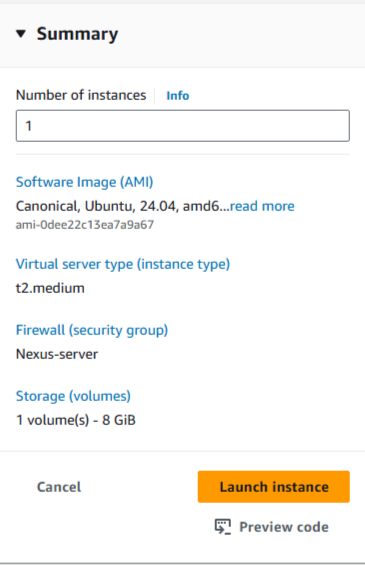 Summary
Number of instances Info
1
Software Image (AMI)
Canonical, Ubuntu, 24.04, amd6...read more
ami-0dee22c13ea7a9a67
Virtual server type (instance type)
t2.medium
Firewall (security group)
Nexus-server
Storage (volumes)
1 volume(s) - 8 GiB
Cancel
Launch instance
Preview code